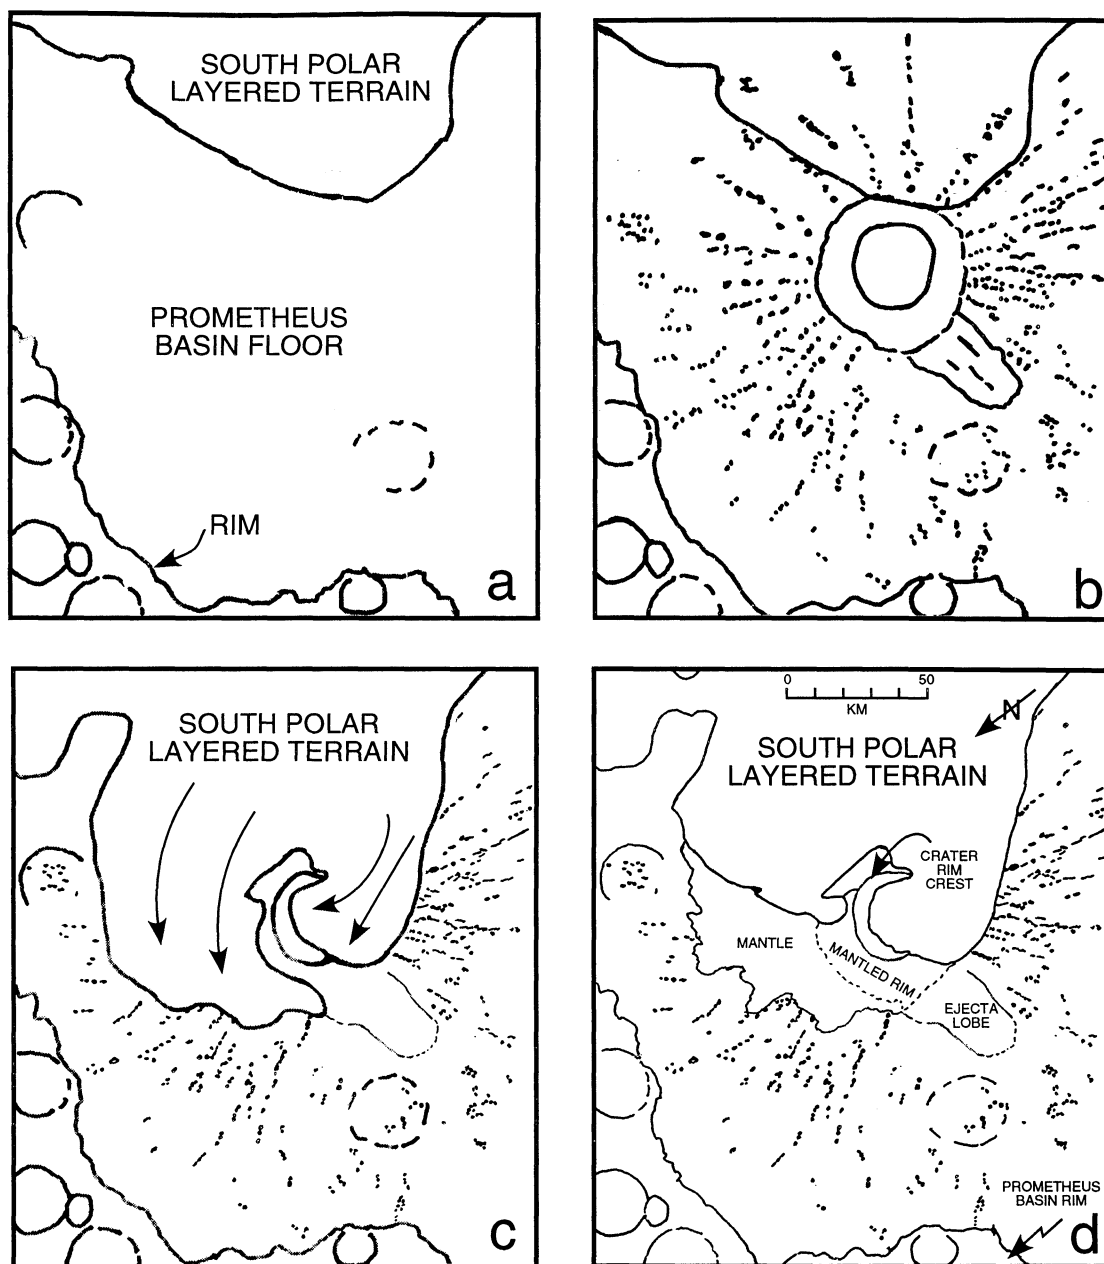 SOUTH POLAR
LAYERED TERRAIN
PROMETHEUS
BASIN FLOOR
RIM
a
b
SOUTH POLAR
LAYERED TERRAIN
c
0 50
KM
N
SOUTH POLAR
LAYERED TERRAIN
CRATER
RIM
CREST
MANTLE
MANTLED RIM
EJECTA
LOBE
PROMETHEUS
BASIN RIM
d